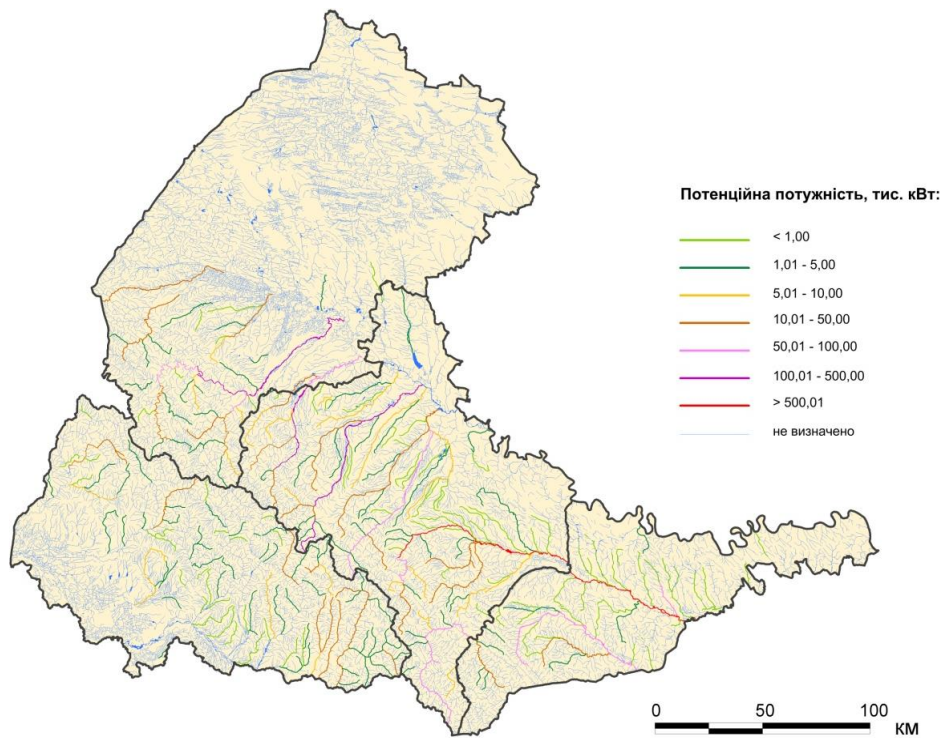 Потенційна потужність, тис. кВт:
< 1,00
1,01 - 5,00
5,01 - 10,00
10,01 - 50,00
50,01 - 100,00
100,01 - 500,00
> 500,01
не визначено
0 50 100
КМ